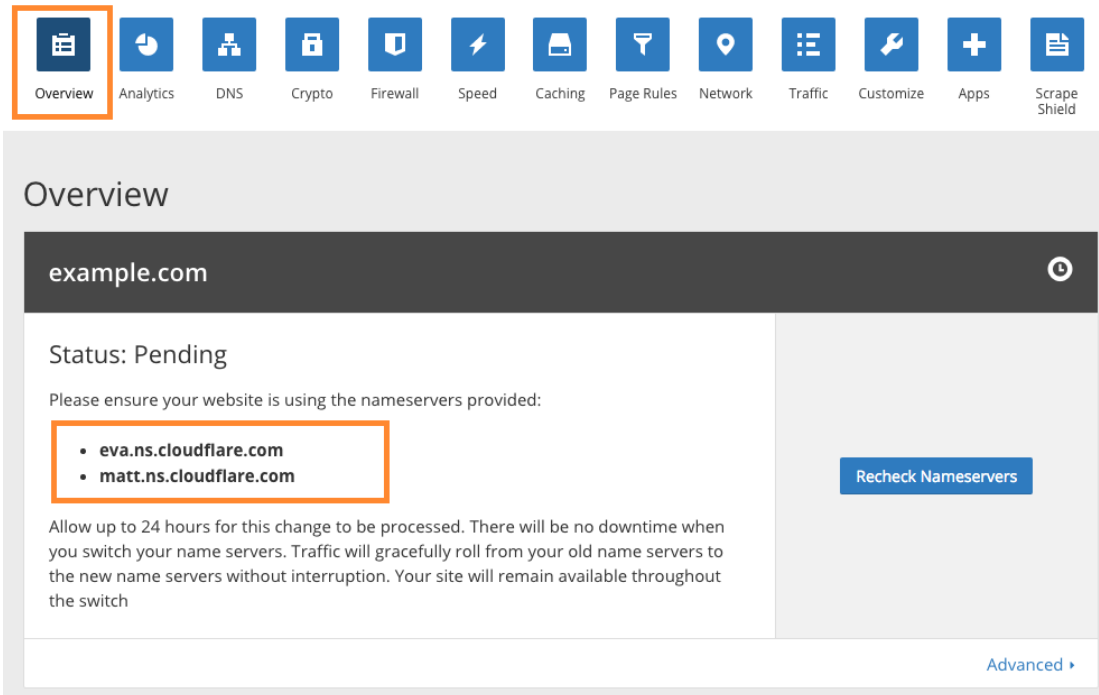 Overview
Analytics
DNS
Crypto
Firewall
Speed
Caching
Page Rules
Network
Traffic
Customize
Apps
Scrape
Shield
Overview
example.com
Status: Pending
Please ensure your website is using the nameservers provided:
• eva.ns.cloudflare.com
• matt.ns.cloudflare.com
Recheck Nameservers
Allow up to 24 hours for this change to be processed. There will be no downtime when
you switch your name servers. Traffic will gracefully roll from your old name servers to
the new name servers without interruption. Your site will remain available throughout
the switch
Advanced